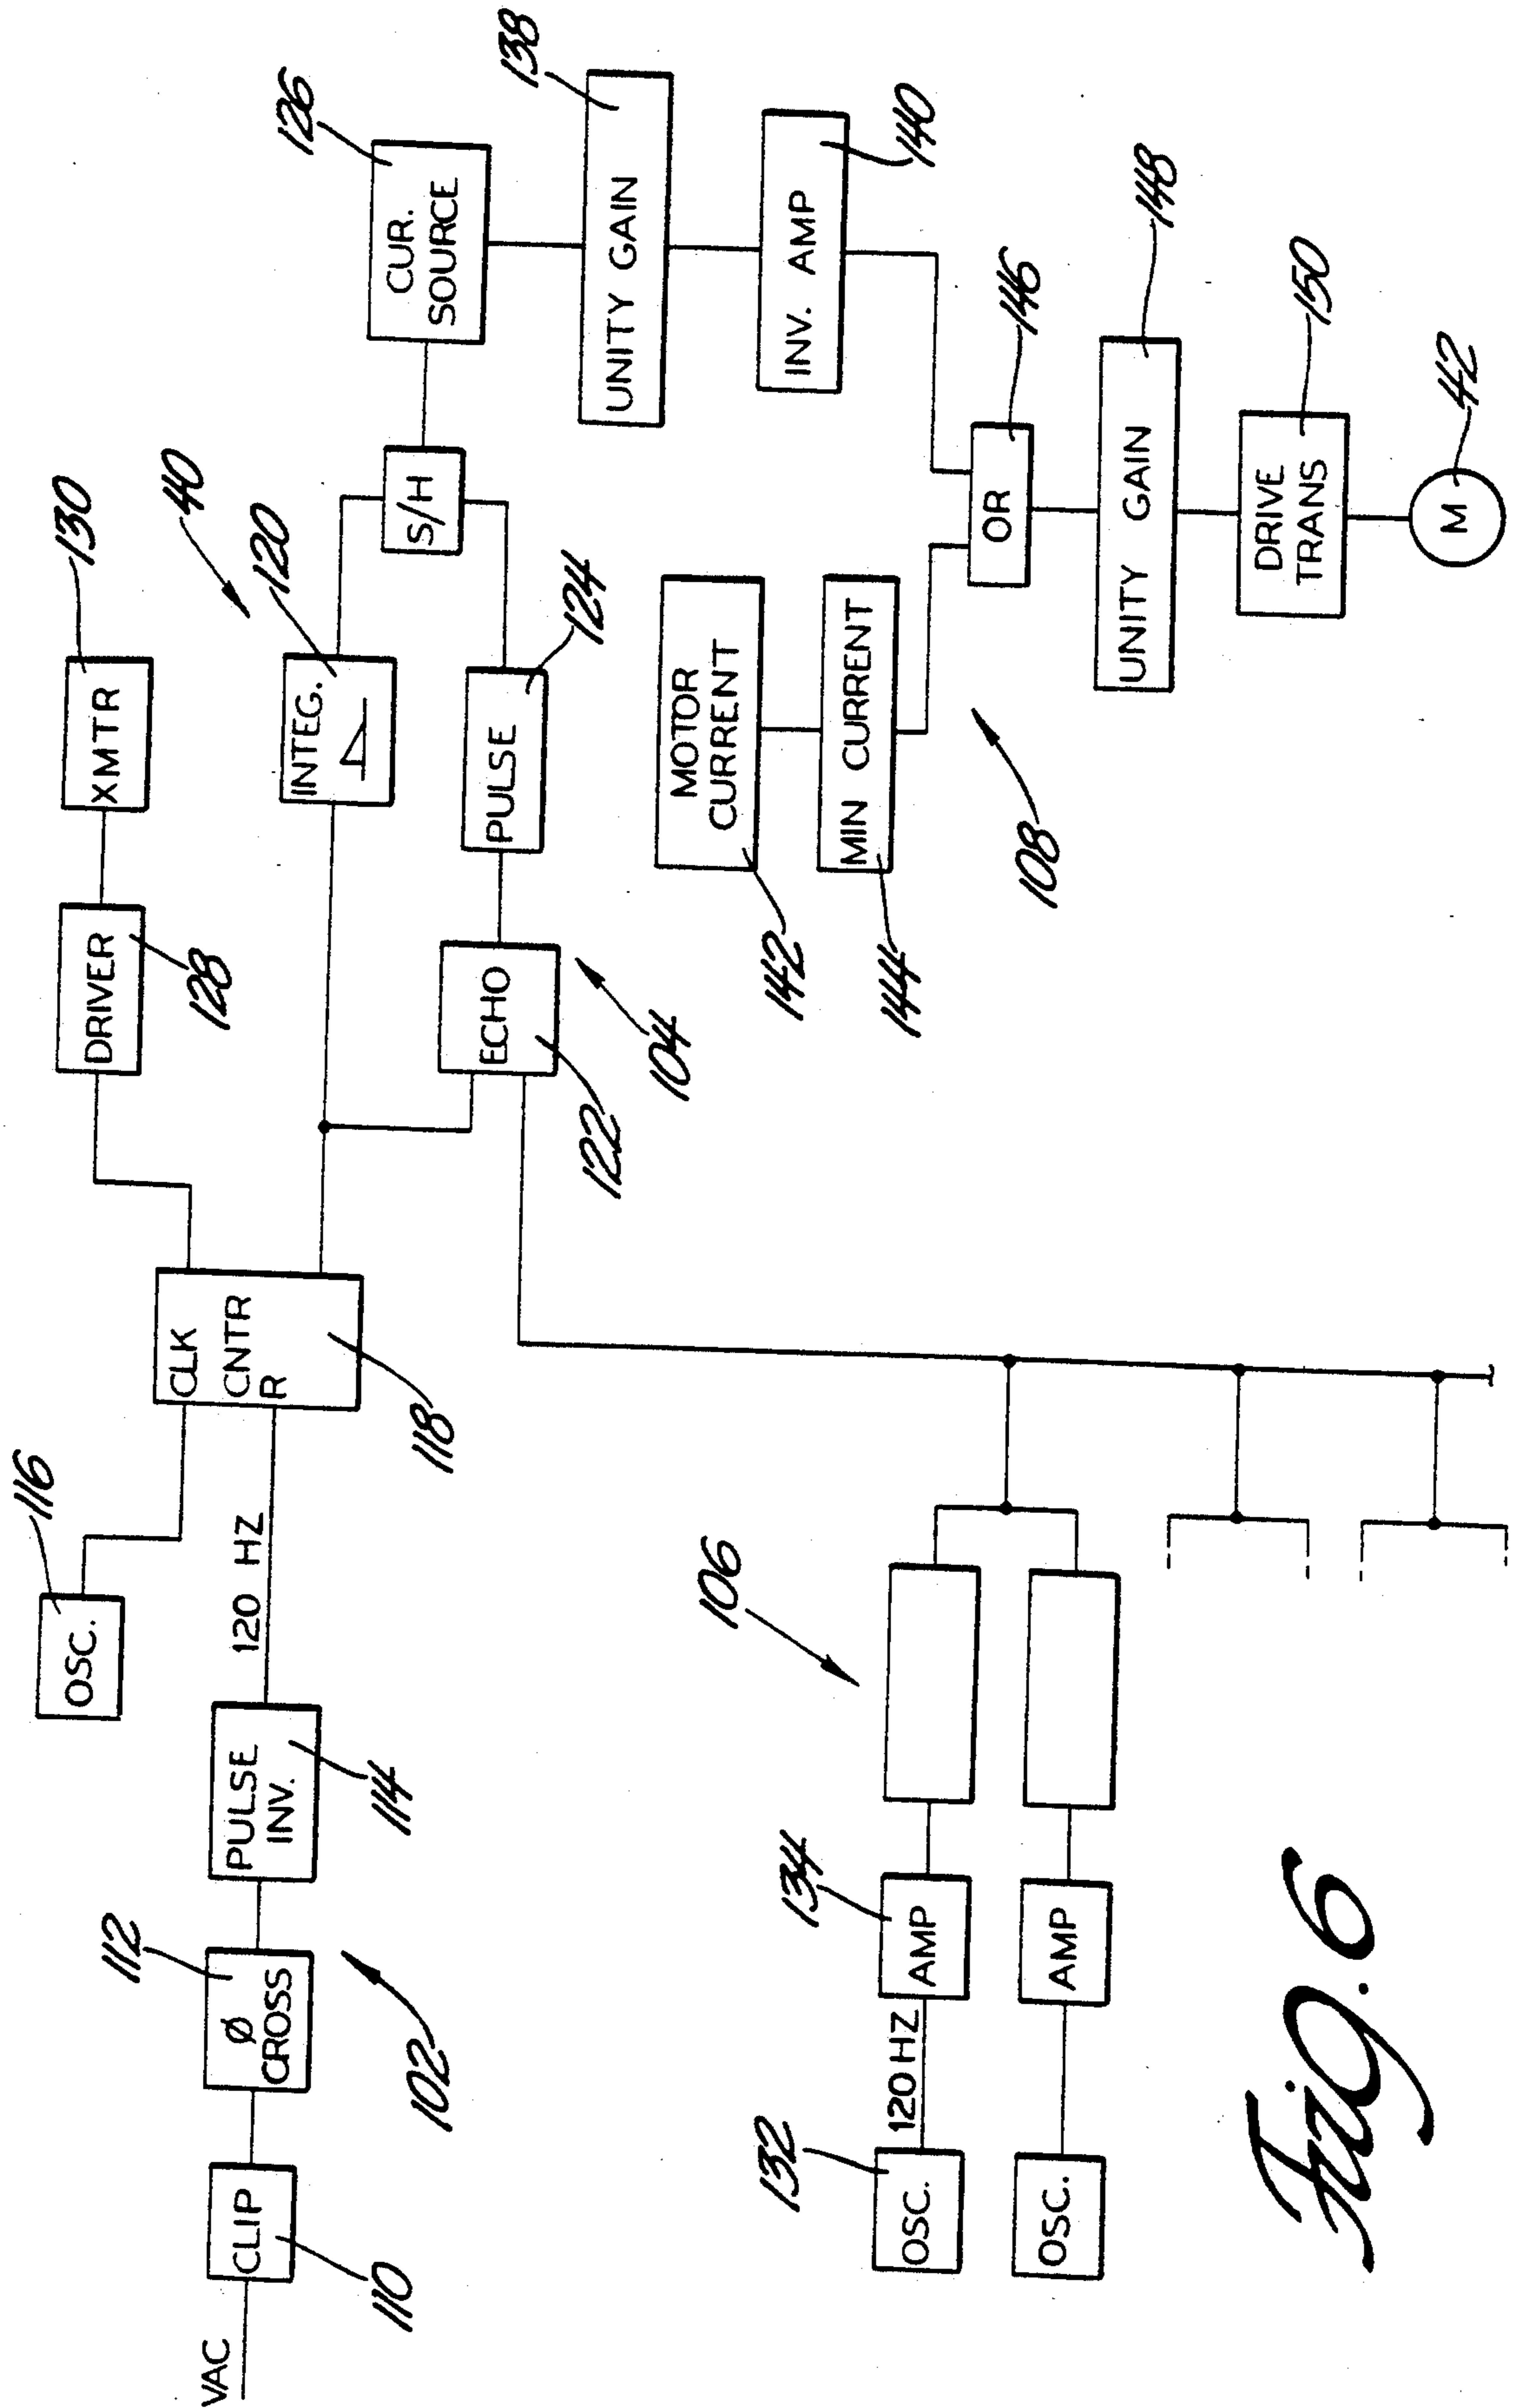 VAC
CLIP
110
Ø
CROSS
112
102
PULSE
INV.
114
120 HZ
OSC.
116
CLK
CNTR
R
118
DRIVER
128
XMTR
130
INTEG.
120
40
ECHO
122
104
PULSE
124
S/H
CUR.
SOURCE
126
UNITY GAIN
138
INV. AMP
140
MOTOR
CURRENT
142
MIN CURRENT
144
108
OR
146
UNITY GAIN
148
DRIVE
TRANS
150
M
42
OSC.
132
120HZ
AMP
134
106
OSC.
AMP
Fig. 6